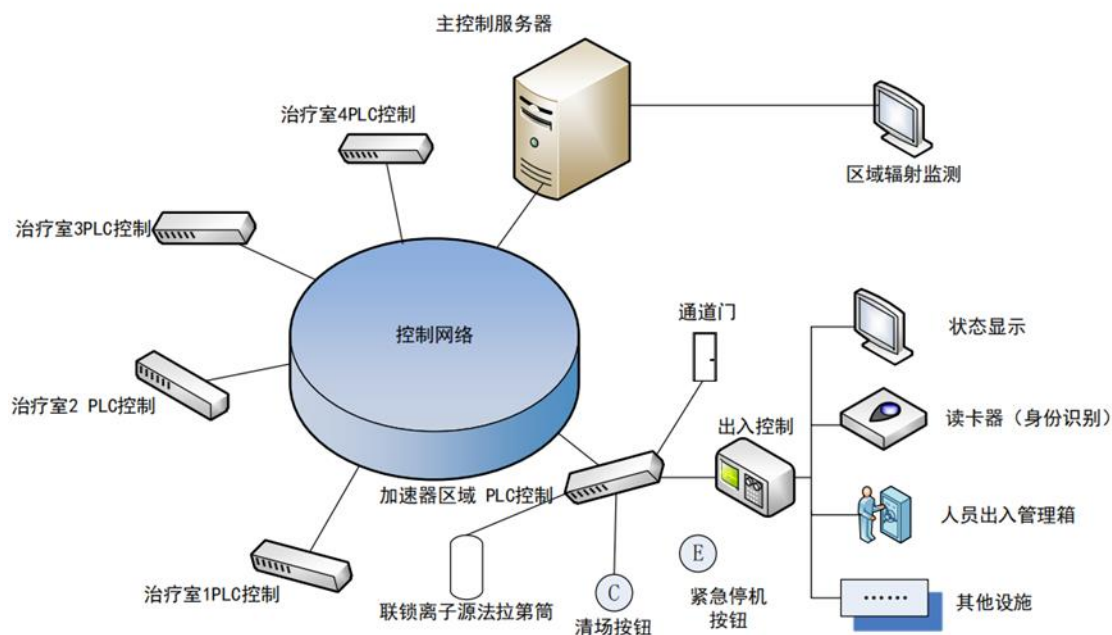 主控制服务器
治疗室4PLC控制
区域辐射监测
治疗室3PLC控制
通道门
状态显示
控制网络
治疗室2 PLC控制
出入控制
读卡器（身份识别）
加速器区域 PLC控制
人员出入管理箱
E
治疗室1PLC控制
联锁离子源法拉第筒
C
清场按钮
紧急停机
按钮
······
其他设施